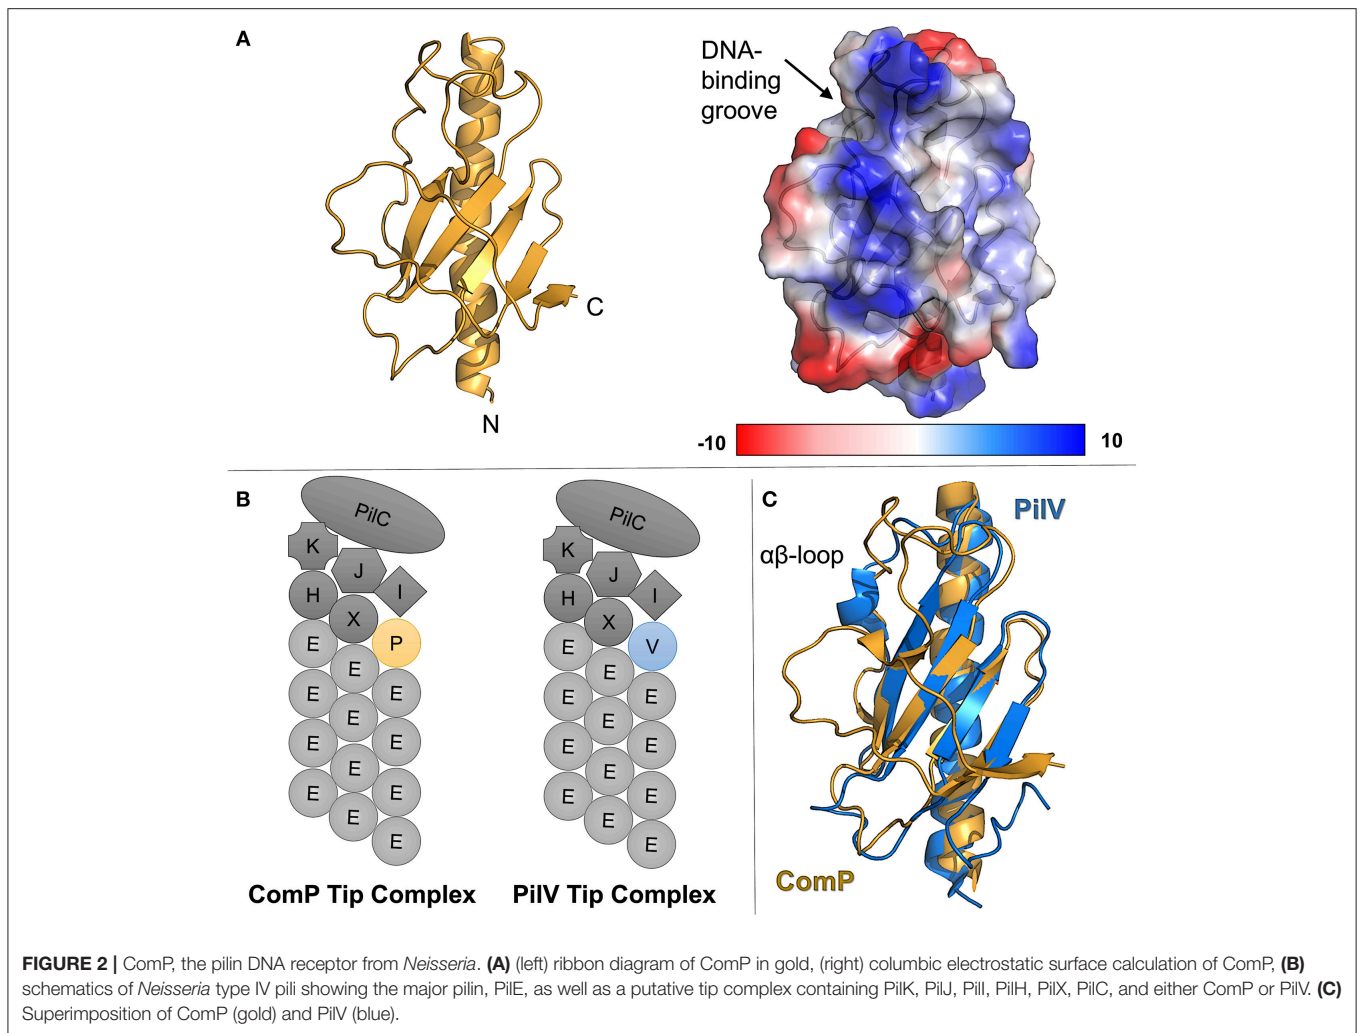 A
DNA-
binding
groove
C
N
-10
10
B
PilC
K
J
H
I
X
P
E
E
E
E
E
E
E
E
E
E
E
E
E
ComP Tip Complex
PilC
K
J
H
I
X
V
E
E
E
E
E
E
E
E
E
E
E
E
E
PilV Tip Complex
C
PilV
αβ-loop
ComP
FIGURE 2 | ComP, the pilin DNA receptor from Neisseria. (A) (left) ribbon diagram of ComP in gold, (right) columbic electrostatic surface calculation of ComP, (B)
schematics of Neisseria type IV pili showing the major pilin, PilE, as well as a putative tip complex containing PilK, PilJ, PilI, PilH, PilX, PilC, and either ComP or PilV. (C)
Superimposition of ComP (gold) and PilV (blue).